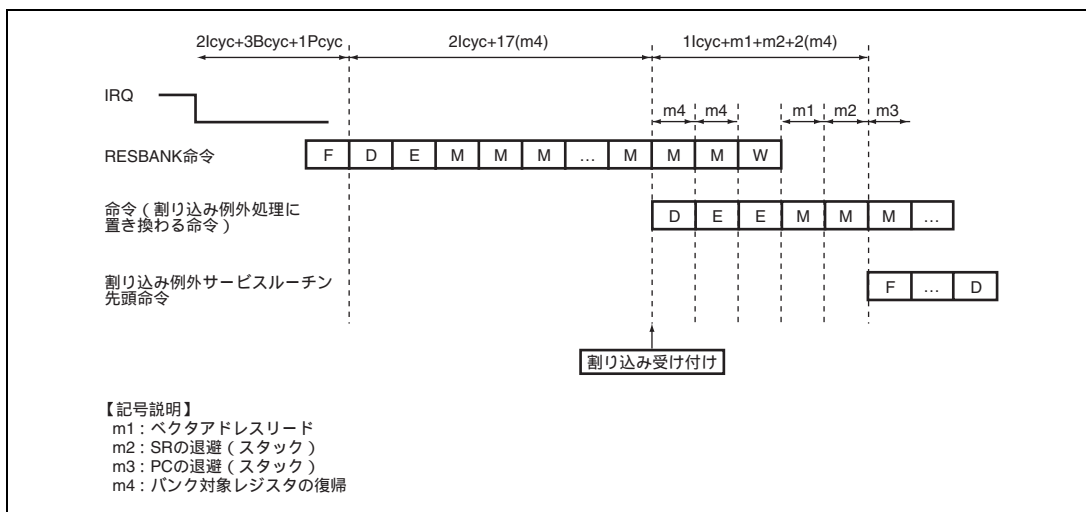 2Icyc+3Bcyc+1Pcyc 2Icyc+17(m4) 1Icyc+m1+m2+2(m4)
IRQ
m4 m4 m1 m2 m3
RESBANK命令 F D E M M M … M M M W
命令（割り込み例外処理に
置き換わる命令） D E E M M M …
割り込み例外サービスルーチン
先頭命令 F … D
割り込み受け付け
【記号説明】
m1：ベクタアドレスリード
m2：SRの退避（スタック）
m3：PCの退避（スタック）
m4：バンク対象レジスタの復帰